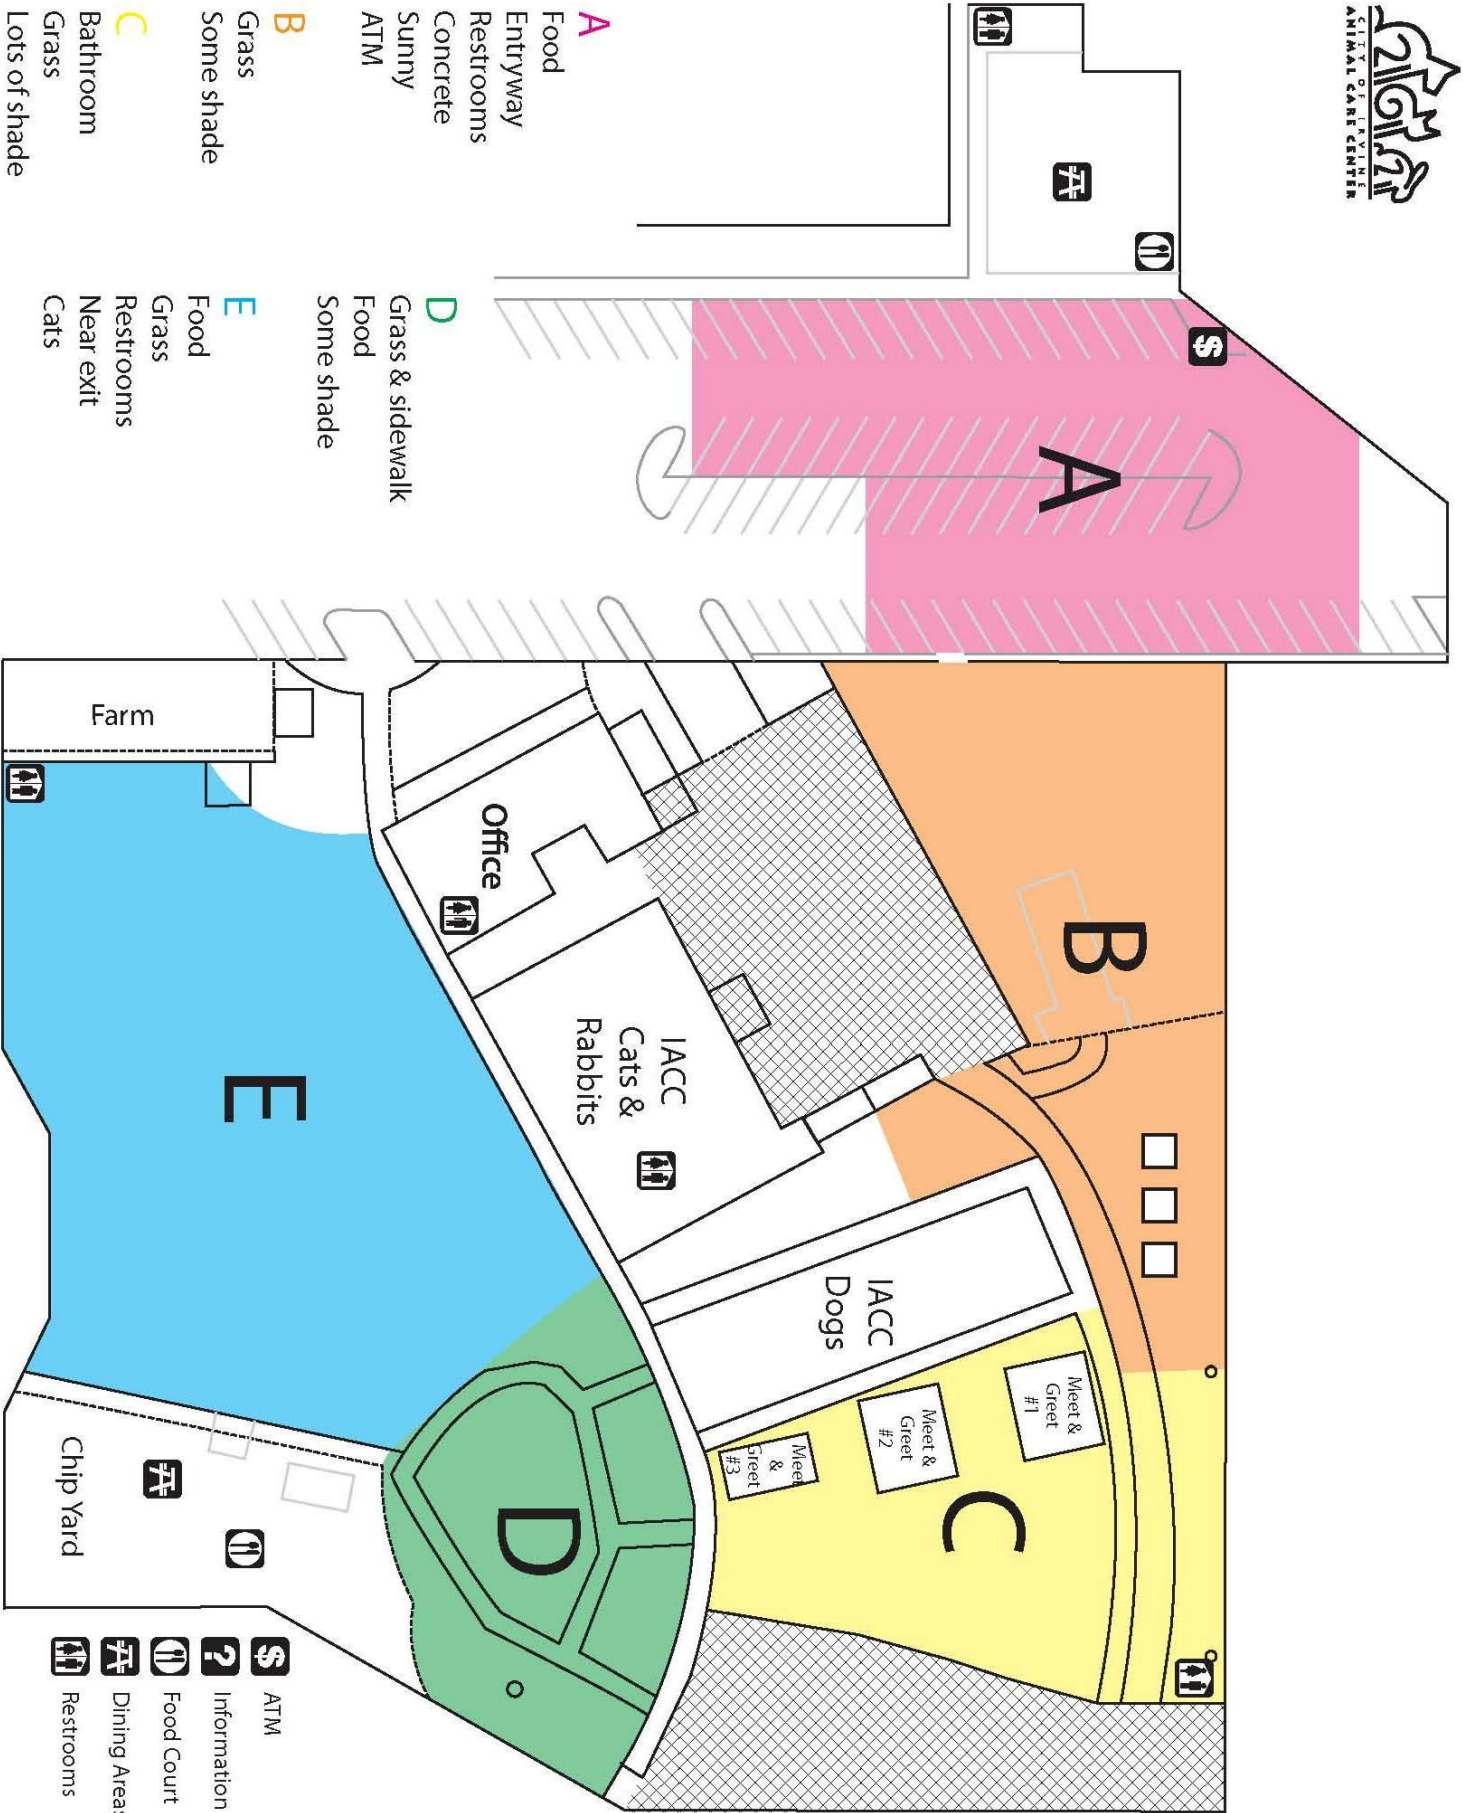 CITY OF IRVINE
ANIMAL CARE CENTER
A
Food
Entryway
Restrooms
Concrete
Sunny
ATM
B
Grass
Some shade
C
Bathroom
Grass
Lots of shade
D
Grass & sidewalk
Food
Some shade
E
Food
Grass
Restrooms
Near exit
Cats
$
A
B
C
D
E
Farm
Office
IACC
Cats &
Rabbits
IACC
Dogs
Meet &
Greet
#1
Meet &
Greet
#2
Meet
&
Greet
#3
Chip Yard
$ ATM
? Information
Food Court
Dining Areas
Restrooms